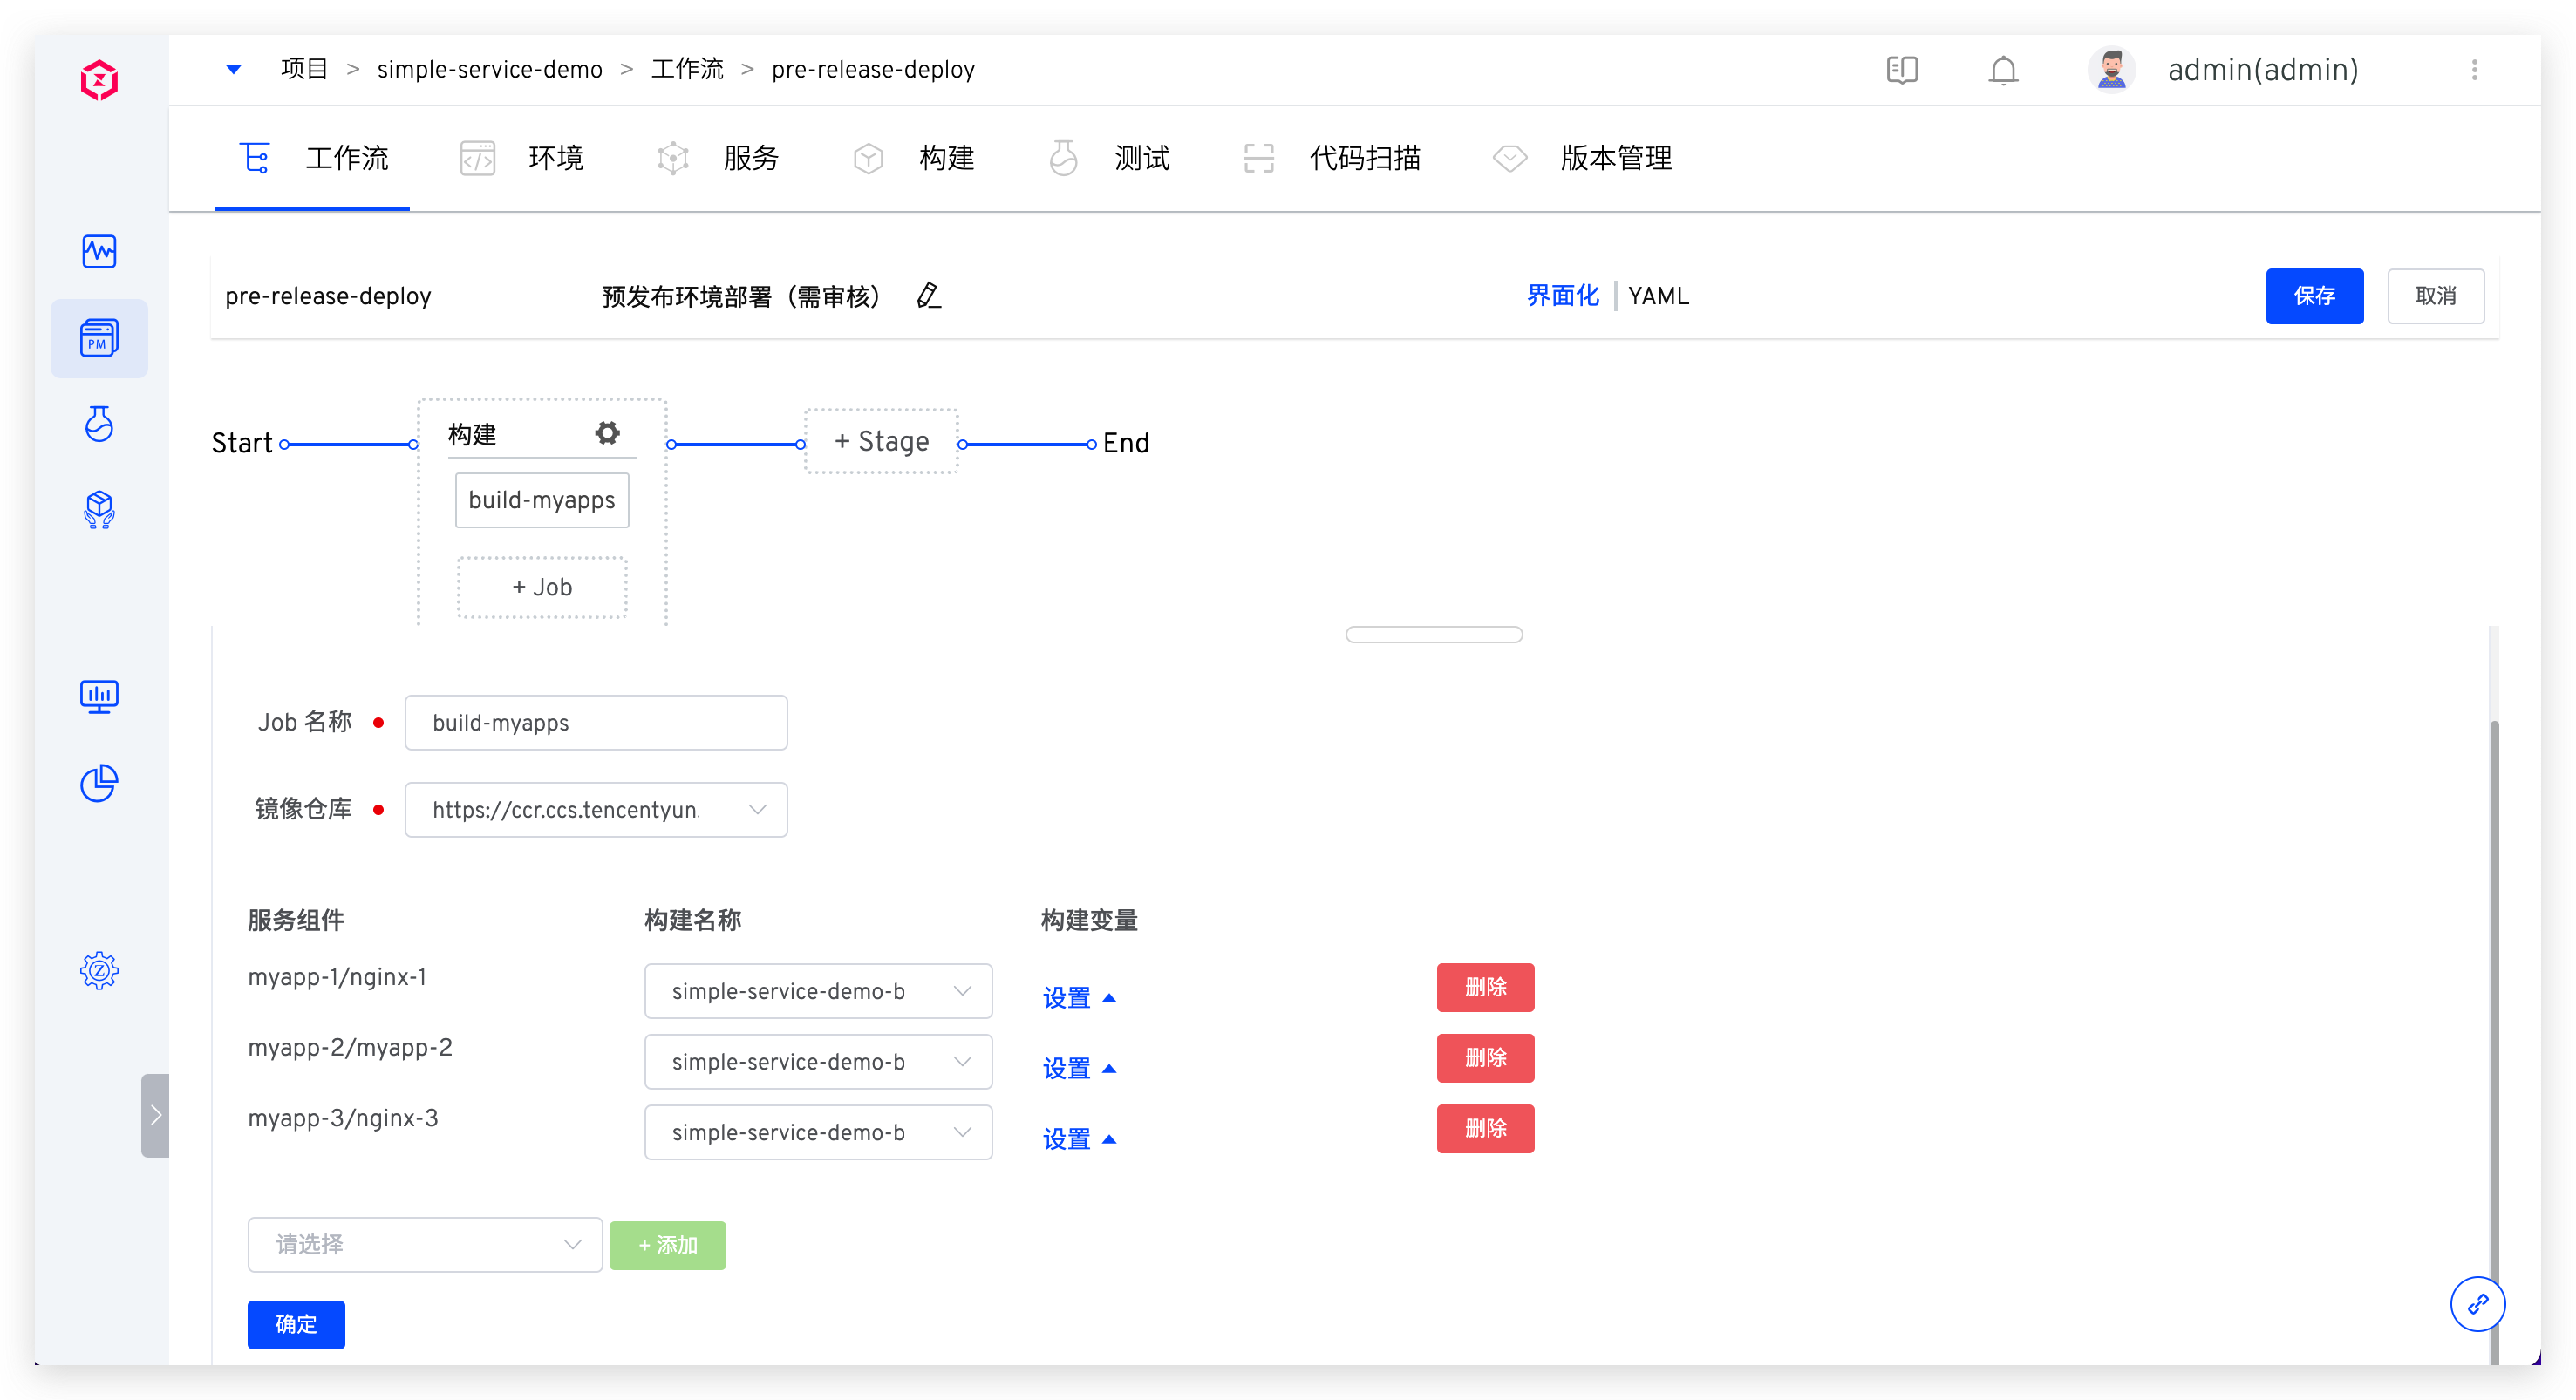 项目 > simple-service-demo > 工作流 > pre-release-deploy
admin(admin)
工作流 环境 服务 构建 测试 代码扫描 版本管理
PM
pre-release-deploy 预发布环境部署（需审核） 界面化 | YAML 保存 取消
Start 构建 + Stage End
build-myapps
+ Job
Job 名称 build-myapps
镜像仓库 https://ccr.ccs.tencentyun.
服务组件 构建名称 构建变量
myapp-1/nginx-1 simple-service-demo-b 设置 删除
myapp-2/myapp-2 simple-service-demo-b 设置 删除
myapp-3/nginx-3 simple-service-demo-b 设置 删除
请选择 + 添加
确定